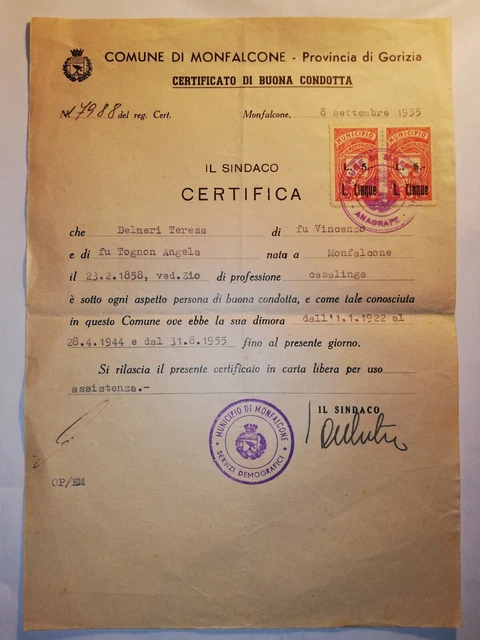 COMUNE DI MONFALCONE - Provincia di Gorizia
CERTIFICATO DI BUONA CONDOTTA
N. 7988 del reg. Cert. Monfalcone, 8 settembre 1955
MUNICIPIO MUNICIPIO
MONFALCONE
L. 5.- L. 5.-
L. Cinque L. Cinque
ANAGRAFE
IL SINDACO
CERTIFICA
che Delneri Teresa di fu Vincenzo
e di fu Tognon Angela nata a Monfalcone
il 23.2.1858, ved.Zio di professione casalinga
è sotto ogni aspetto persona di buona condotta, e come tale conosciuta
in questo Comune ove ebbe la sua dimora dall'1.1.1922 al
28.4.1944 e dal 31.8.1955 fino al presente giorno.
Si rilascia il presente certificato in carta libera per uso
assistenza.-
IL SINDACO
MUNICIPIO DI MONFALCONE
SERVIZI DEMOGRAFICI
OP/EM